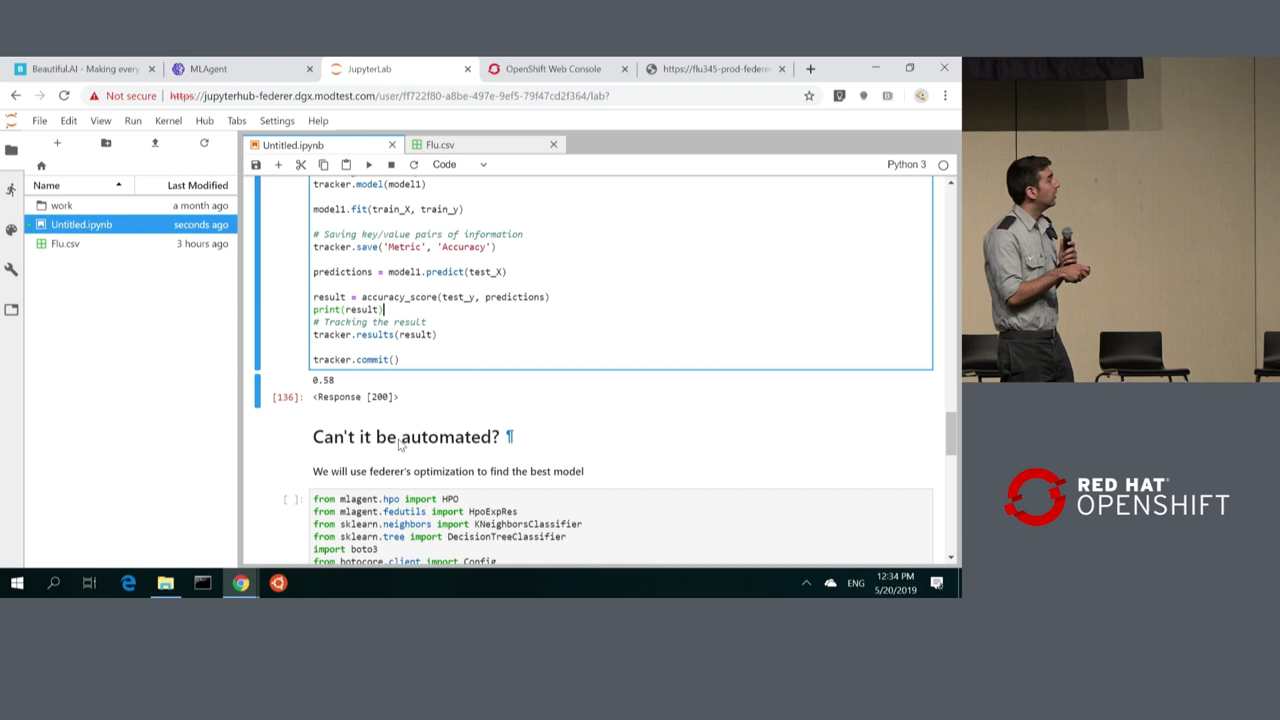 Beautiful.AI - Making every
MLAgent
JupyterLab
OpenShift Web Console
https://flu345-prod-federer
Not secure
https://jupyterhub-federer.dgx.modtest.com/user/ff722f80-a8be-497e-9ef5-79f47cd2f364/lab?
File Edit View Run Kernel Hub Tabs Settings Help
Untitled.ipynb
Flu.csv
Code
Python 3
Name
Last Modified
work
a month ago
Untitled.ipynb
seconds ago
Flu.csv
3 hours ago
tracker.model(model1)
model1.fit(train_X, train_y)
# Saving key/value pairs of information
tracker.save('Metric', 'Accuracy')
predictions = model1.predict(test_X)
result = accuracy_score(test_y, predictions)
print(result)
# Tracking the result
tracker.results(result)
tracker.commit()
0.58
[136]: <Response [200]>
Can't it be automated? ¶
We will use federer's optimization to find the best model
[ ]: from mlagent.hpo import HPO
from mlagent.fedutils import HpoExpRes
from sklearn.neighbors import KNeighborsClassifier
from sklearn.tree import DecisionTreeClassifier
import boto3
from botocore.client import Config
ENG
12:34 PM
5/20/2019
RED HAT®
OPENSHIFT